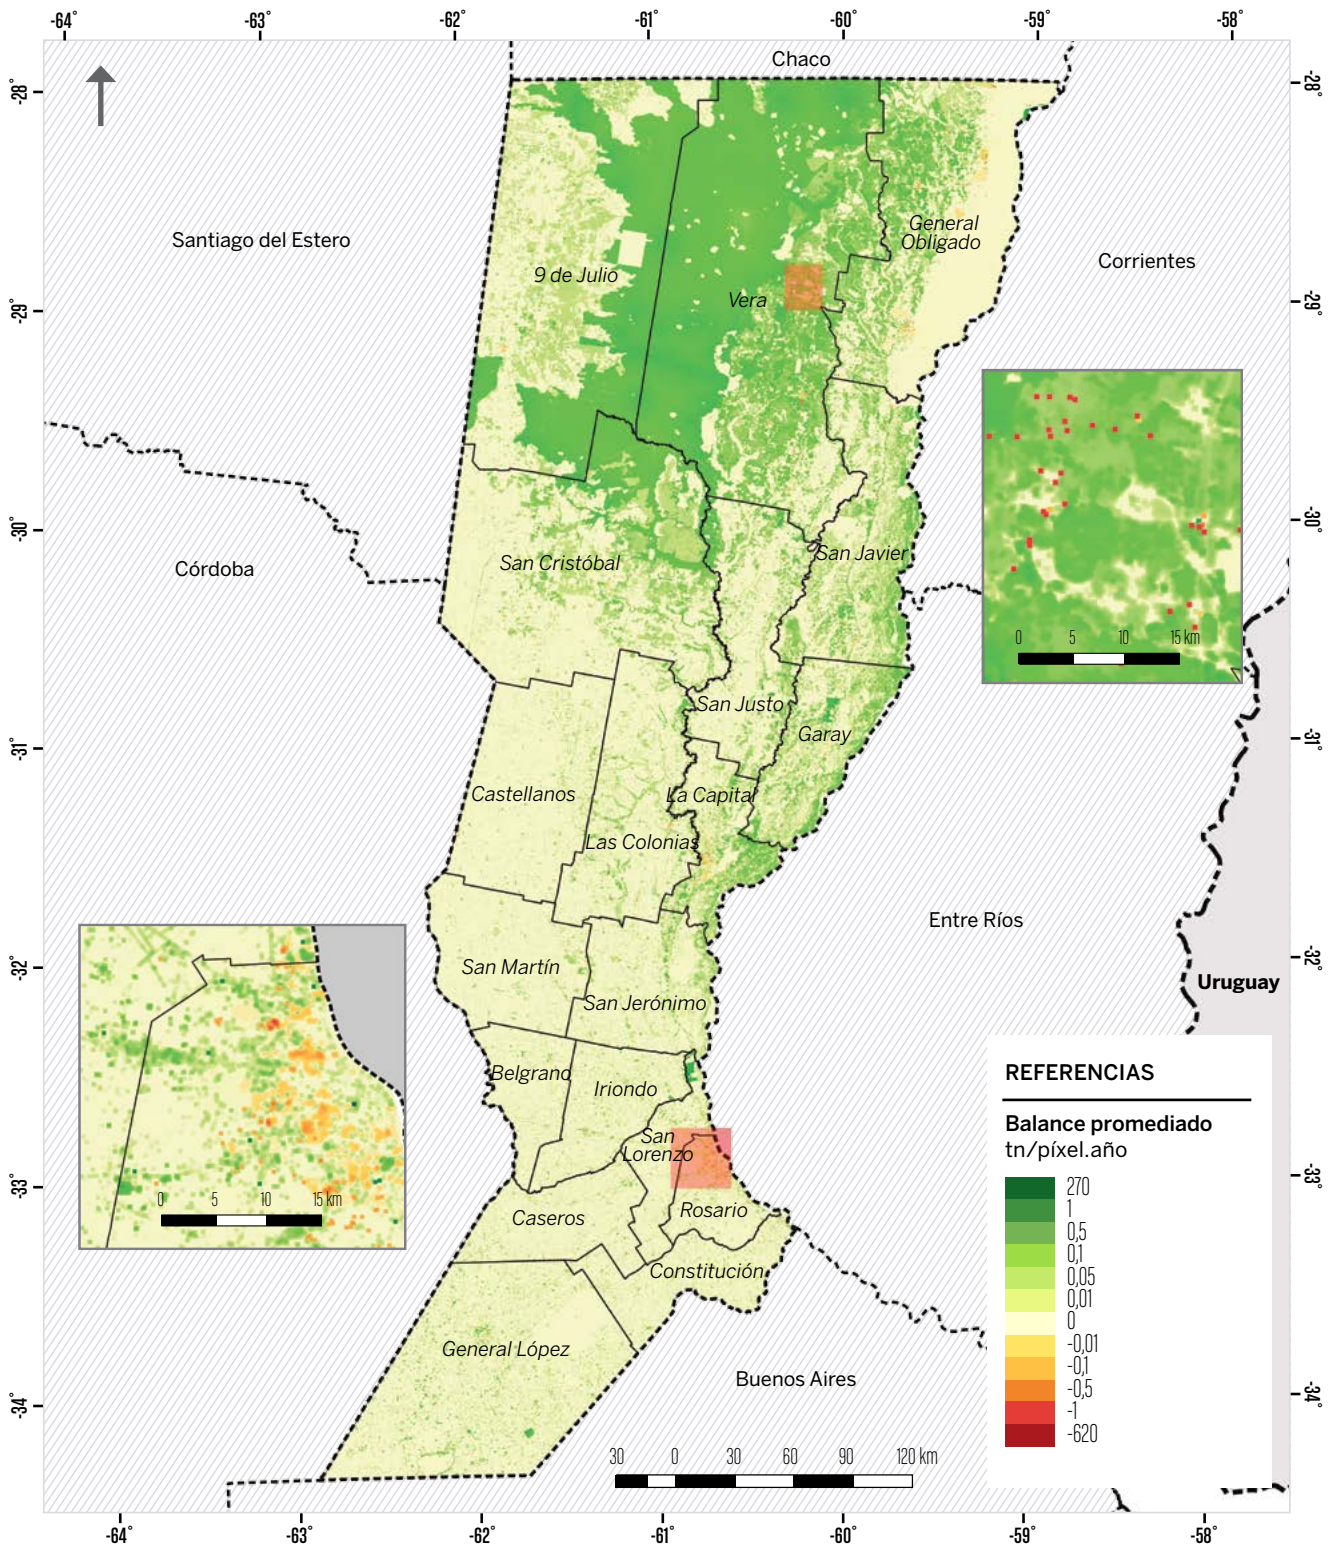 -64°
-63°
-62°
-61°
-60°
-59°
-58°
Chaco
-28°
-28°
Santiago del Estero
General
Obligado
Corrientes
9 de Julio
Vera
-29°
-29°
-30°
-30°
San Javier
San Cristóbal
Córdoba
0
5
10
15 km
San Justo
Garay
-31°
-31°
Castellanos
La Capital
Las Colonias
Entre Ríos
-32°
-32°
San Martín
Uruguay
San Jerónimo
Belgrano
Iriondo
San
Lorenzo
0
5
10
15 km
-33°
-33°
Caseros
Rosario
Constitución
General López
Buenos Aires
-34°
-34°
REFERENCIAS
Balance promediado
tn/píxel.año
270
1
0,5
0,1
0,05
0,01
0
-0,01
-0,1
-0,5
-1
-620
30
0
30
60
90
120 km
-64°
-63°
-62°
-61°
-60°
-59°
-58°